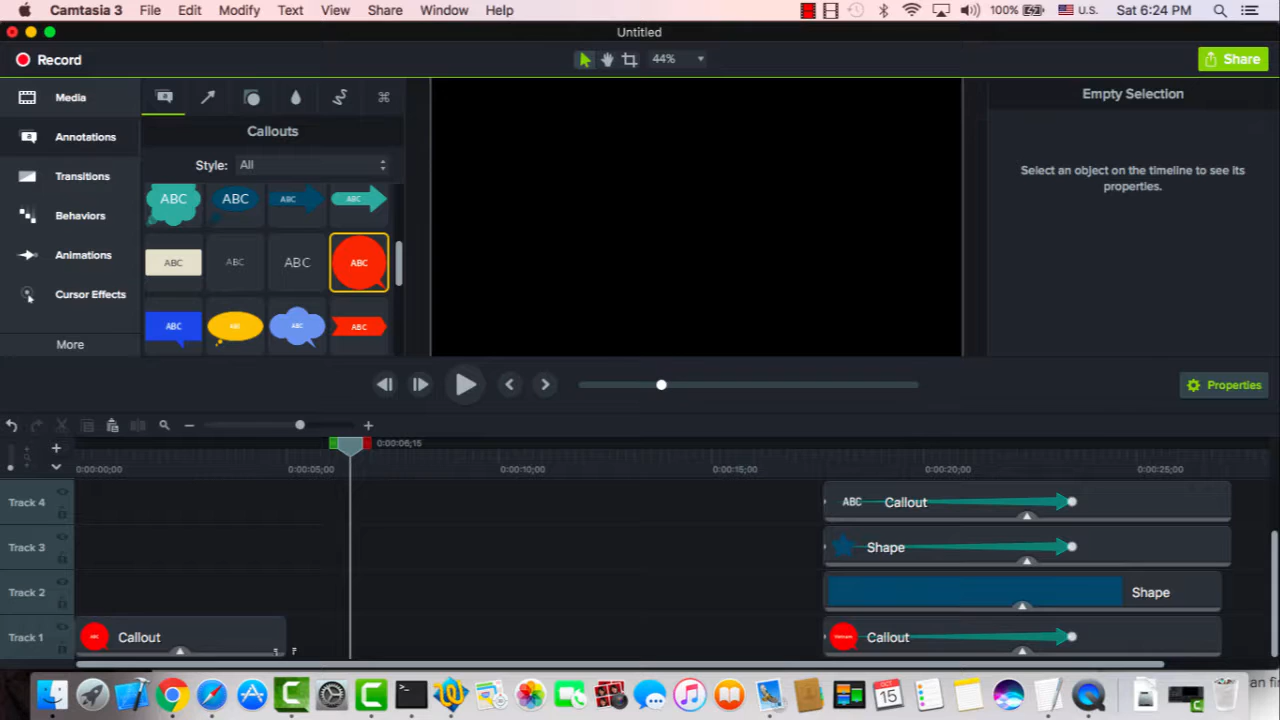 Camtasia 3 File Edit Modify Text View Share Window Help 100% U.S. Sat 6:24 PM
Untitled
Record 44% Share
Media
Annotations
Transitions
Behaviors
Animations
Cursor Effects
More
Callouts
Style: All
ABC ABC ABC ABC
ABC ABC ABC ABC
ABC ABC ABC ABC
Empty Selection
Select an object on the timeline to see its
properties.
Properties
0:00:06;15
0:00:00;00 0:00:05;00 0:00:10;00 0:00:15;00 0:00:20;00 0:00:25;00
Track 4 ABC Callout
Track 3 Shape
Track 2 Shape
Track 1 ABC Callout Callout
OCT
15
an fi